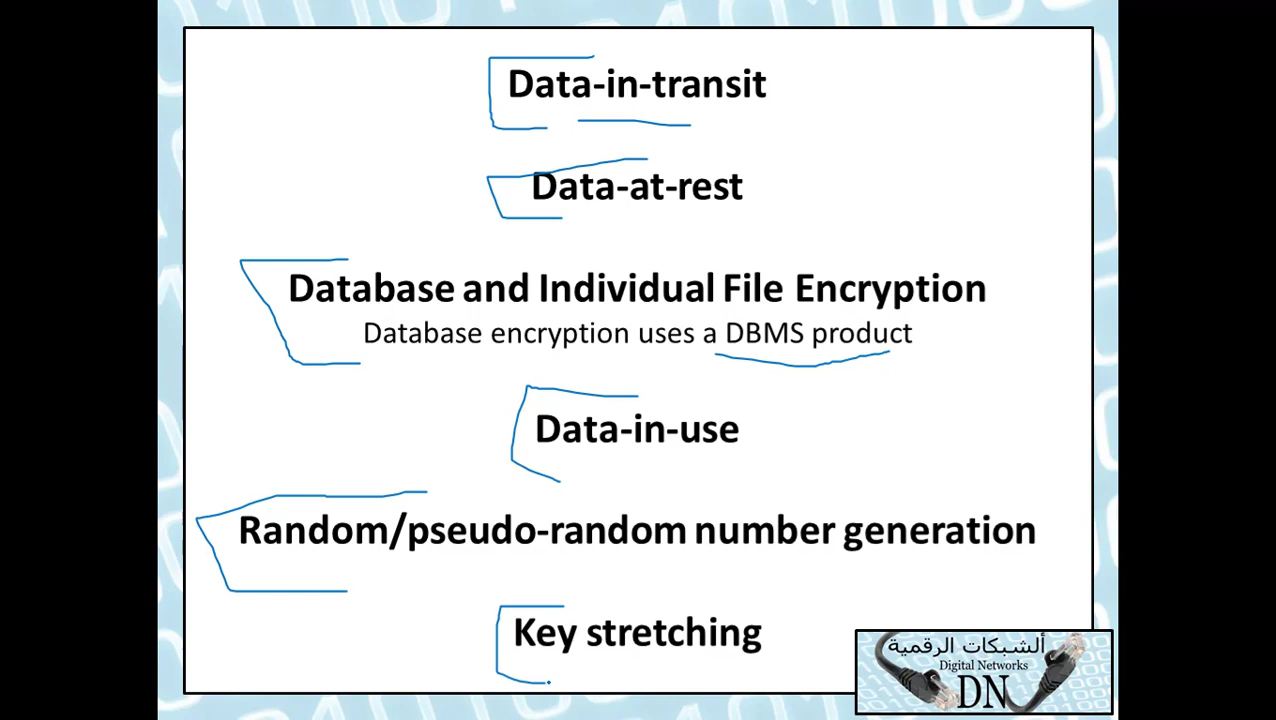 Data-in-transit
Data-at-rest
Database and Individual File Encryption
Database encryption uses a DBMS product
Data-in-use
Random/pseudo-random number generation
Key stretching
ألشبكات الرقمية
Digital Networks
DN